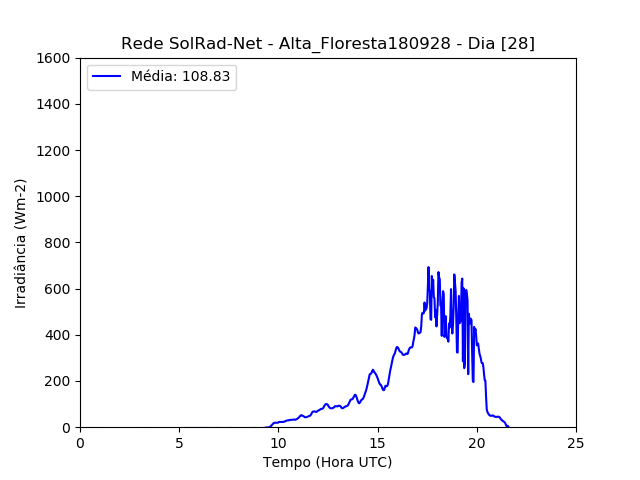 Rede SolRad-Net - Alta_Floresta180928 - Dia [28]
Média: 108.83
1600
1400
1200
1000
800
600
400
200
0
Irradiância (Wm-2)
0 5 10 15 20 25
Tempo (Hora UTC)